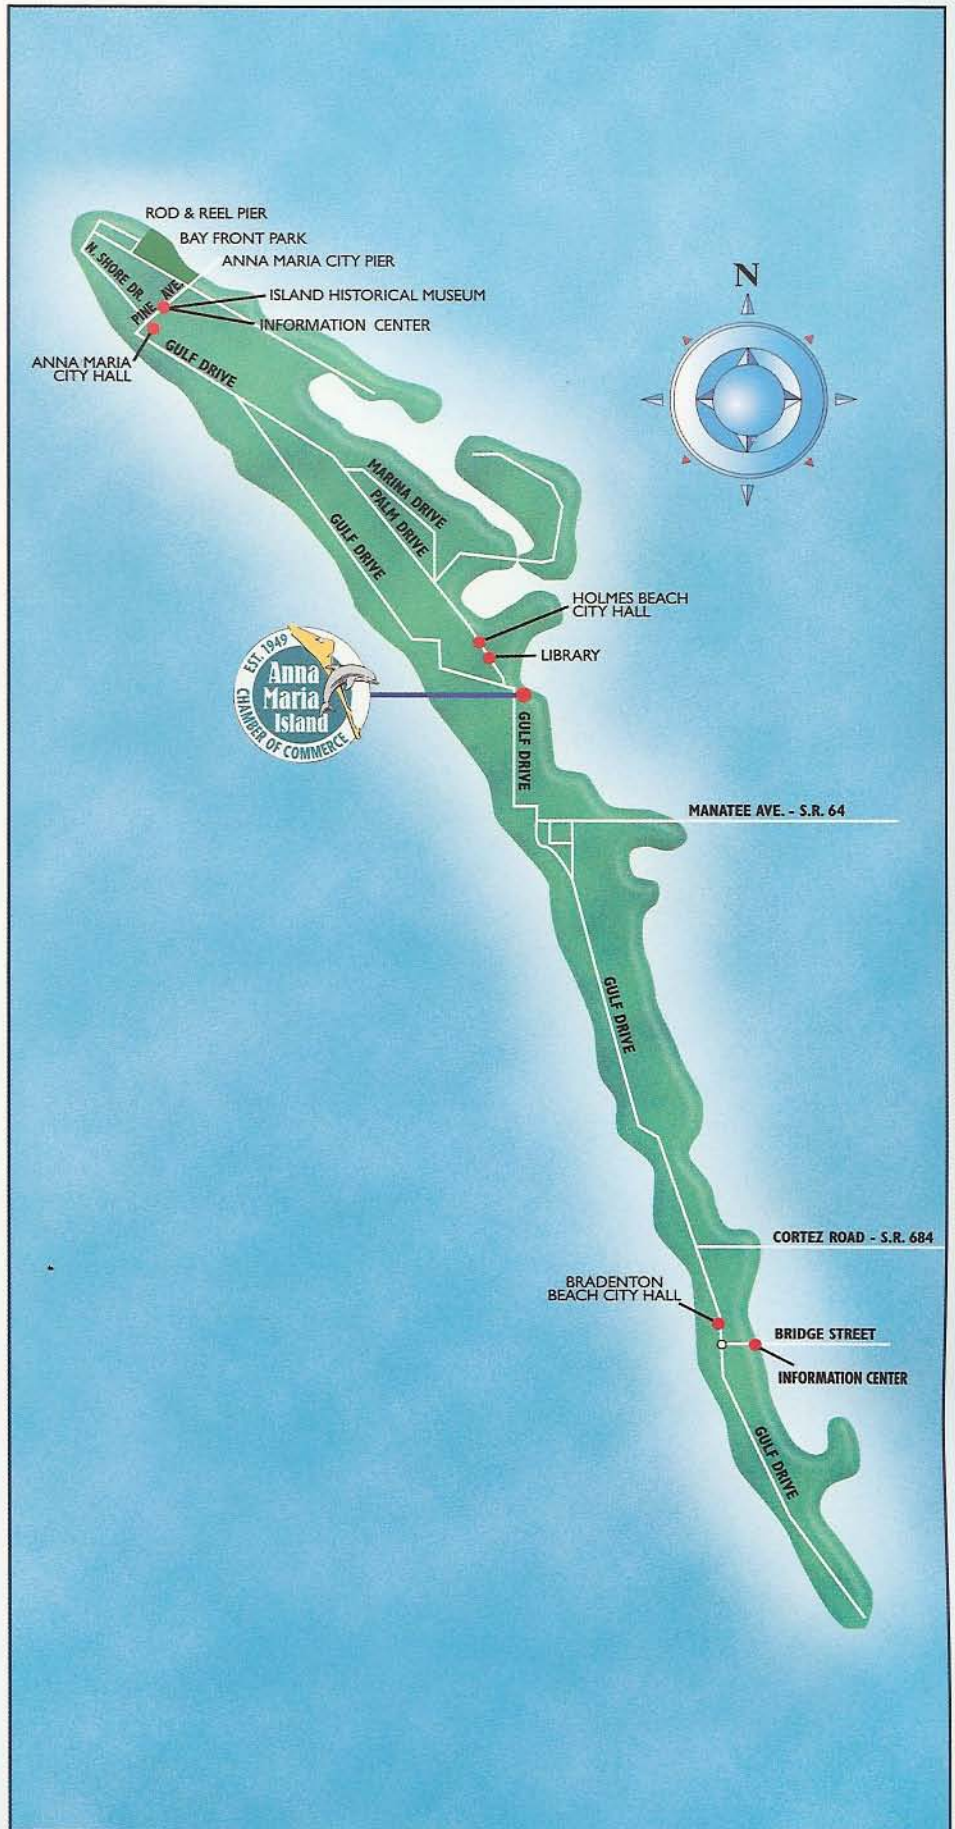 ROD & REEL PIER
BAY FRONT PARK
ANNA MARIA CITY PIER
N
N. SHORE DR.
PINE AVE.
ISLAND HISTORICAL MUSEUM
INFORMATION CENTER
ANNA MARIA
CITY HALL
GULF DRIVE
MARINA DRIVE
PALM DRIVE
GULF DRIVE
HOLMES BEACH
CITY HALL
LIBRARY
EST. 1949
Anna
Maria
Island
CHAMBER OF COMMERCE
GULF DRIVE
MANATEE AVE. - S.R. 64
GULF DRIVE
CORTEZ ROAD - S.R. 684
BRADENTON
BEACH CITY HALL
BRIDGE STREET
INFORMATION CENTER
GULF DRIVE